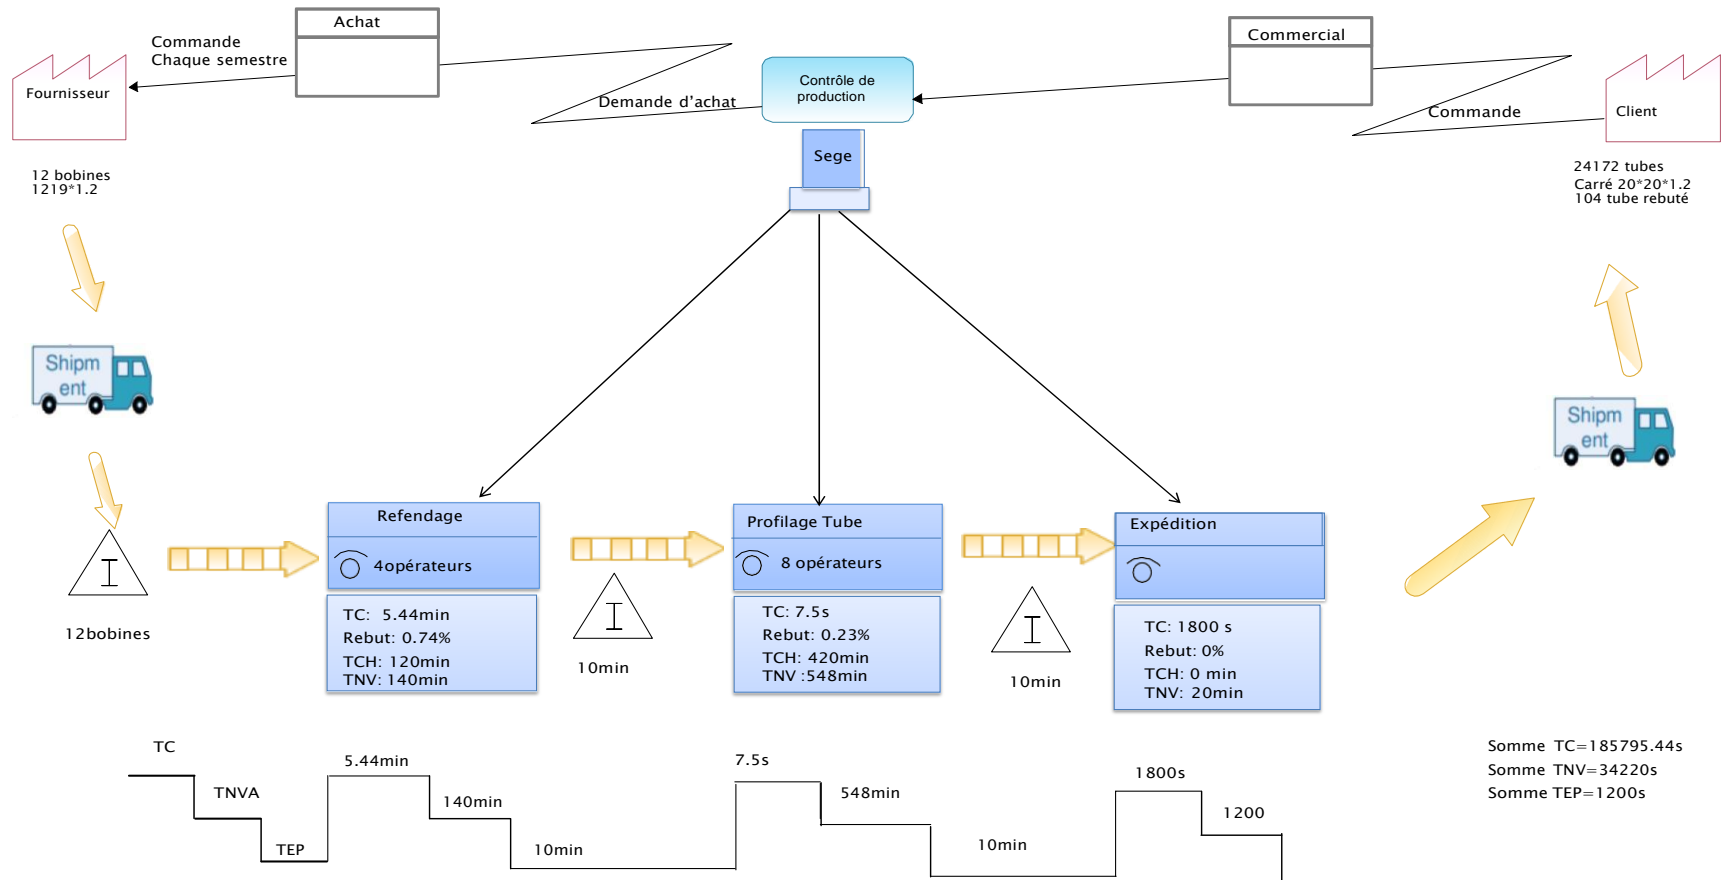 Achat
Commande
Chaque semestre
Fournisseur
Demande d'achat
Contrôle de
production
Sege
Commercial
Commande
Client
12 bobines
1219*1.2
24172 tubes
Carré 20*20*1.2
104 tube rebuté
Shipm
ent
Shipm
ent
I
12bobines
Refendage
4opérateurs
TC: 5.44min
Rebut: 0.74%
TCH: 120min
TNV: 140min
I
10min
Profilage Tube
8 opérateurs
TC: 7.5s
Rebut: 0.23%
TCH: 420min
TNV :548min
I
10min
Expédition
TC: 1800 s
Rebut: 0%
TCH: 0 min
TNV: 20min
TC
TNVA
TEP
5.44min
140min
10min
7.5s
548min
10min
1800s
1200
Somme TC=185795.44s
Somme TNV=34220s
Somme TEP=1200s